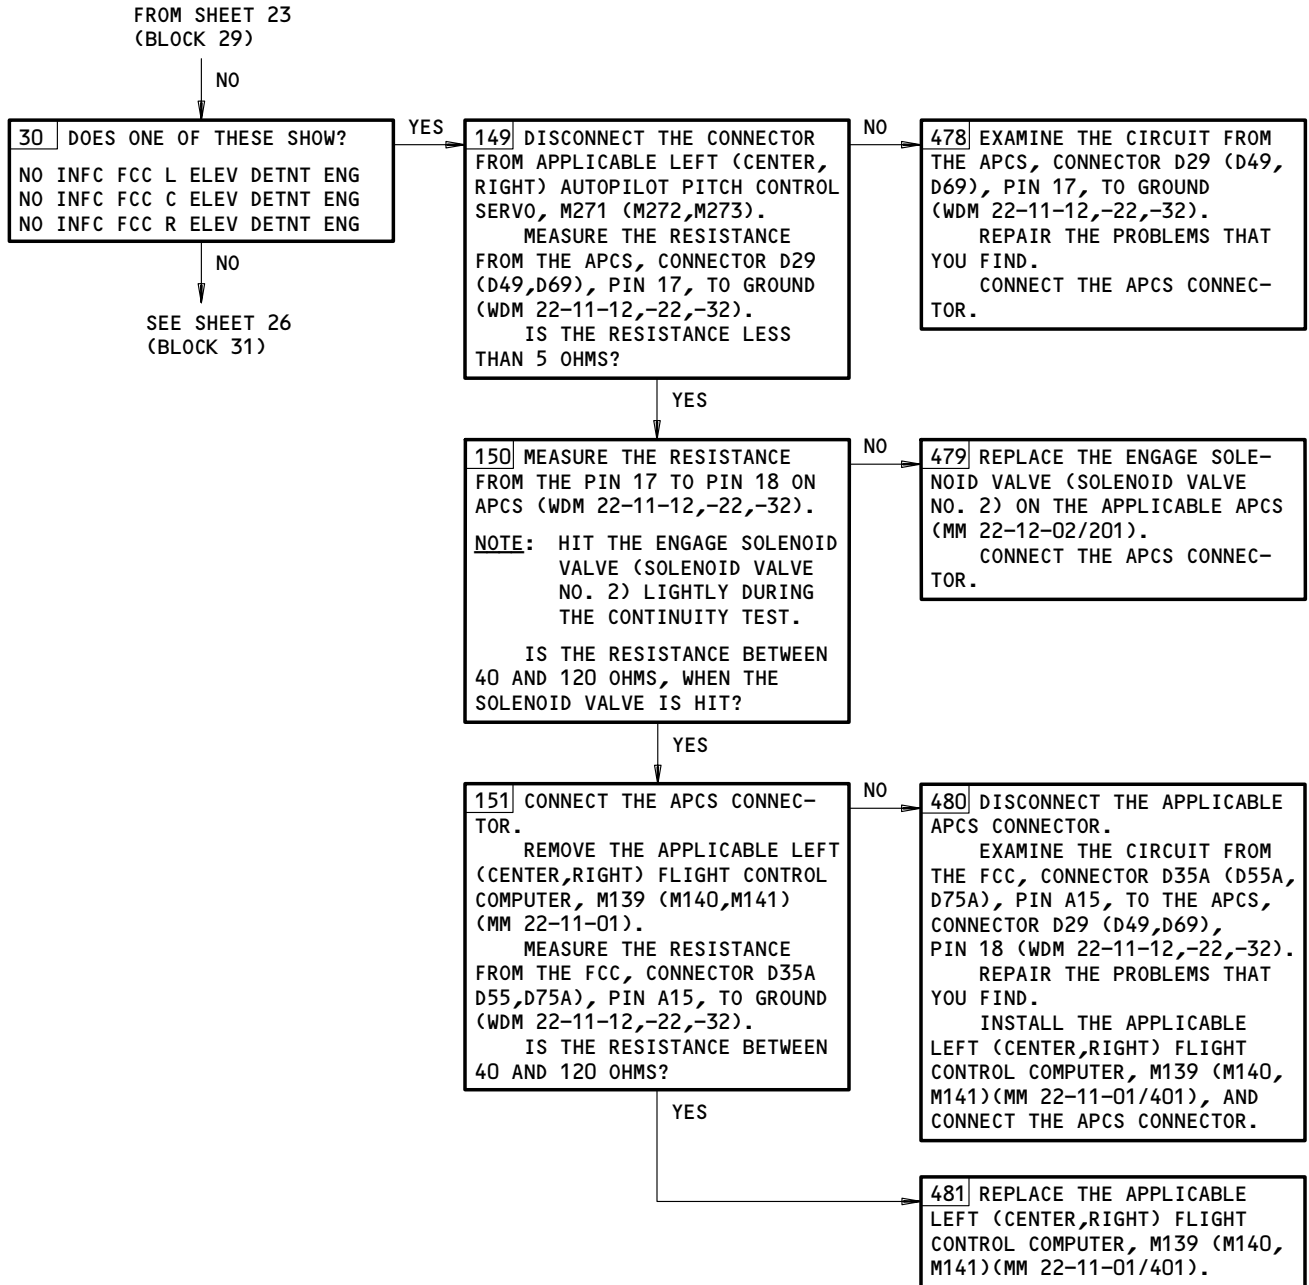 FROM SHEET 23
(BLOCK 29)
NO
30 DOES ONE OF THESE SHOW?
NO INFC FCC L ELEV DETNT ENG
NO INFC FCC C ELEV DETNT ENG
NO INFC FCC R ELEV DETNT ENG
NO
SEE SHEET 26
(BLOCK 31)
YES
149 DISCONNECT THE CONNECTOR
FROM APPLICABLE LEFT (CENTER,
RIGHT) AUTOPILOT PITCH CONTROL
SERVO, M271 (M272,M273).
MEASURE THE RESISTANCE
FROM THE APCS, CONNECTOR D29
(D49,D69), PIN 17, TO GROUND
(WDM 22-11-12,-22,-32).
IS THE RESISTANCE LESS
THAN 5 OHMS?
NO
478 EXAMINE THE CIRCUIT FROM
THE APCS, CONNECTOR D29 (D49,
D69), PIN 17, TO GROUND
(WDM 22-11-12,-22,-32).
REPAIR THE PROBLEMS THAT
YOU FIND.
CONNECT THE APCS CONNEC-
TOR.
YES
150 MEASURE THE RESISTANCE
FROM THE PIN 17 TO PIN 18 ON
APCS (WDM 22-11-12,-22,-32).
NOTE: HIT THE ENGAGE SOLENOID
VALVE (SOLENOID VALVE
NO. 2) LIGHTLY DURING
THE CONTINUITY TEST.
IS THE RESISTANCE BETWEEN
40 AND 120 OHMS, WHEN THE
SOLENOID VALVE IS HIT?
NO
479 REPLACE THE ENGAGE SOLE-
NOID VALVE (SOLENOID VALVE
NO. 2) ON THE APPLICABLE APCS
(MM 22-12-02/201).
CONNECT THE APCS CONNEC-
TOR.
YES
151 CONNECT THE APCS CONNEC-
TOR.
REMOVE THE APPLICABLE LEFT
(CENTER,RIGHT) FLIGHT CONTROL
COMPUTER, M139 (M140,M141)
(MM 22-11-01).
MEASURE THE RESISTANCE
FROM THE FCC, CONNECTOR D35A
D55,D75A), PIN A15, TO GROUND
(WDM 22-11-12,-22,-32).
IS THE RESISTANCE BETWEEN
40 AND 120 OHMS?
NO
480 DISCONNECT THE APPLICABLE
APCS CONNECTOR.
EXAMINE THE CIRCUIT FROM
THE FCC, CONNECTOR D35A (D55A,
D75A), PIN A15, TO THE APCS,
CONNECTOR D29 (D49,D69),
PIN 18 (WDM 22-11-12,-22,-32).
REPAIR THE PROBLEMS THAT
YOU FIND.
INSTALL THE APPLICABLE
LEFT (CENTER,RIGHT) FLIGHT
CONTROL COMPUTER, M139 (M140,
M141)(MM 22-11-01/401), AND
CONNECT THE APCS CONNECTOR.
YES
481 REPLACE THE APPLICABLE
LEFT (CENTER,RIGHT) FLIGHT
CONTROL COMPUTER, M139 (M140,
M141)(MM 22-11-01/401).